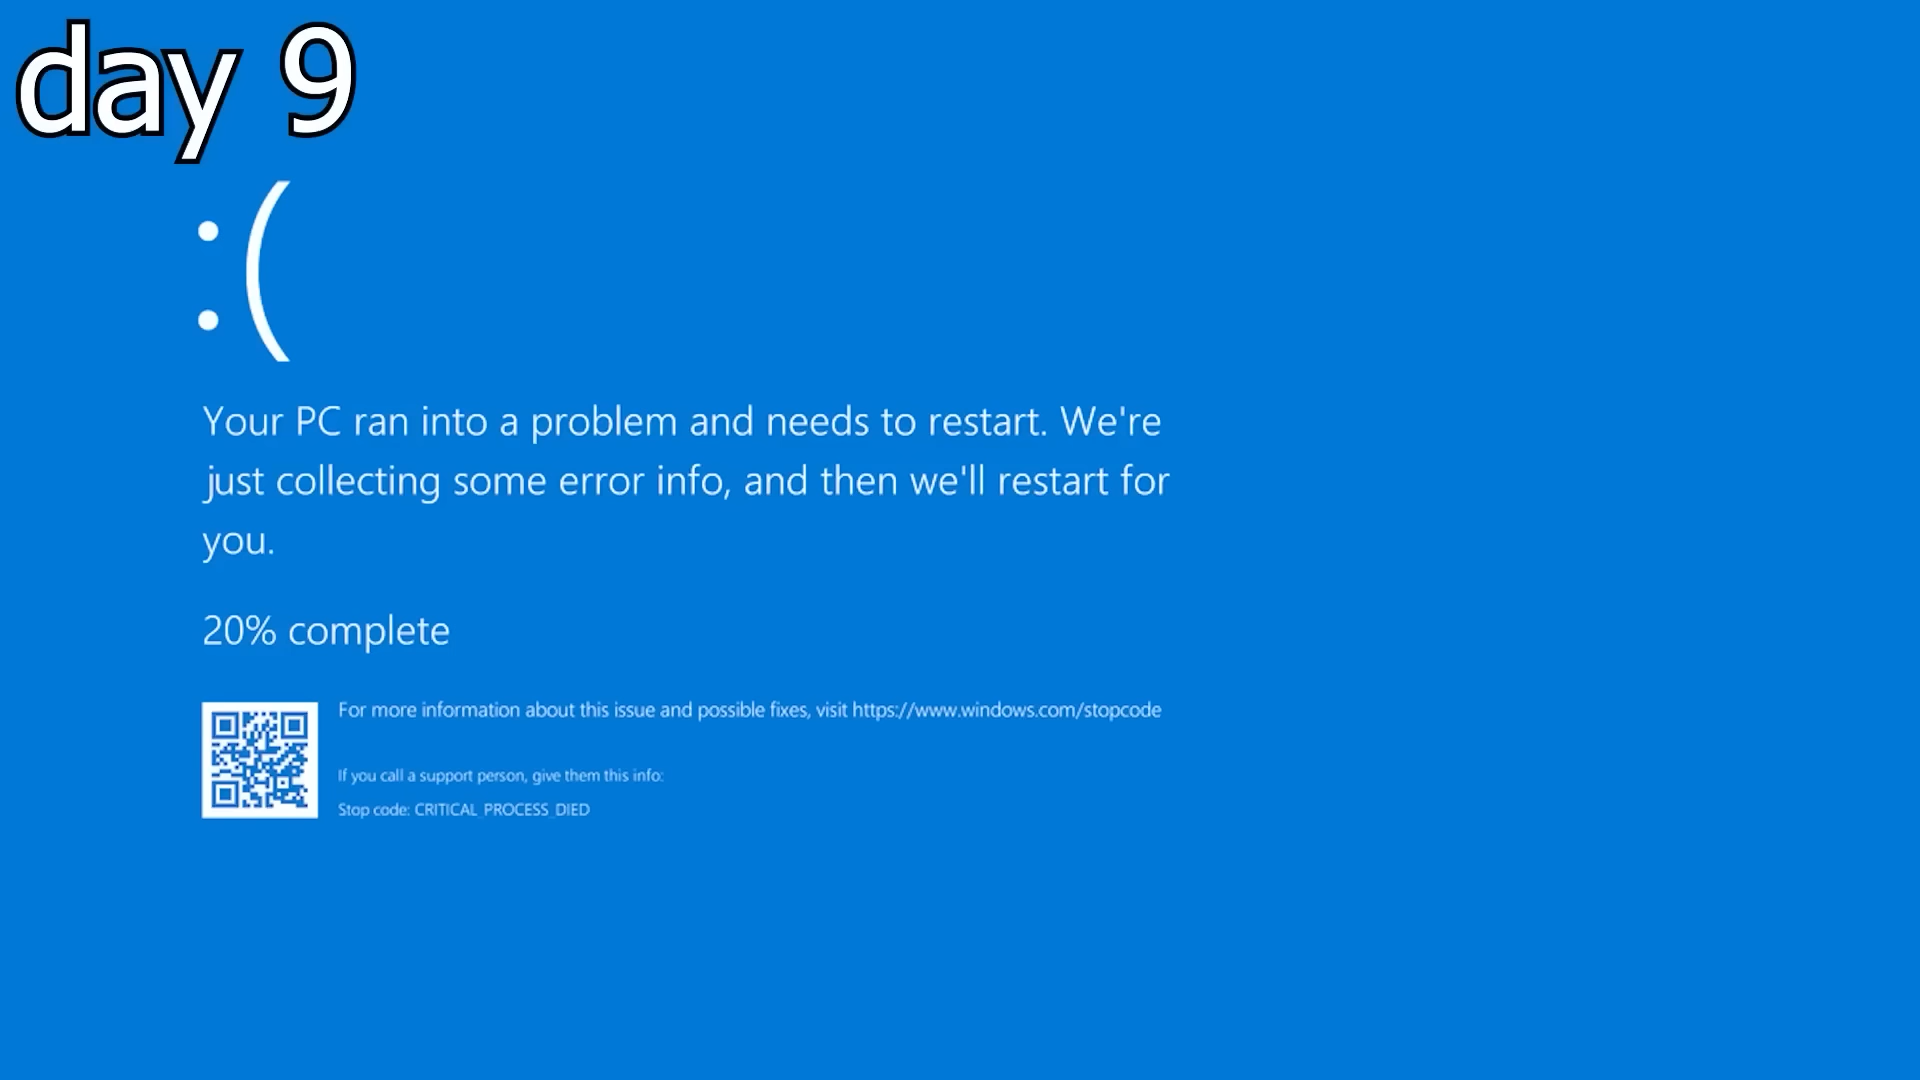 day 9
:(
Your PC ran into a problem and needs to restart. We're
just collecting some error info, and then we'll restart for
you.
20% complete
For more information about this issue and possible fixes, visit https://www.windows.com/stopcode
If you call a support person, give them this info:
Stop code: CRITICAL_PROCESS_DIED